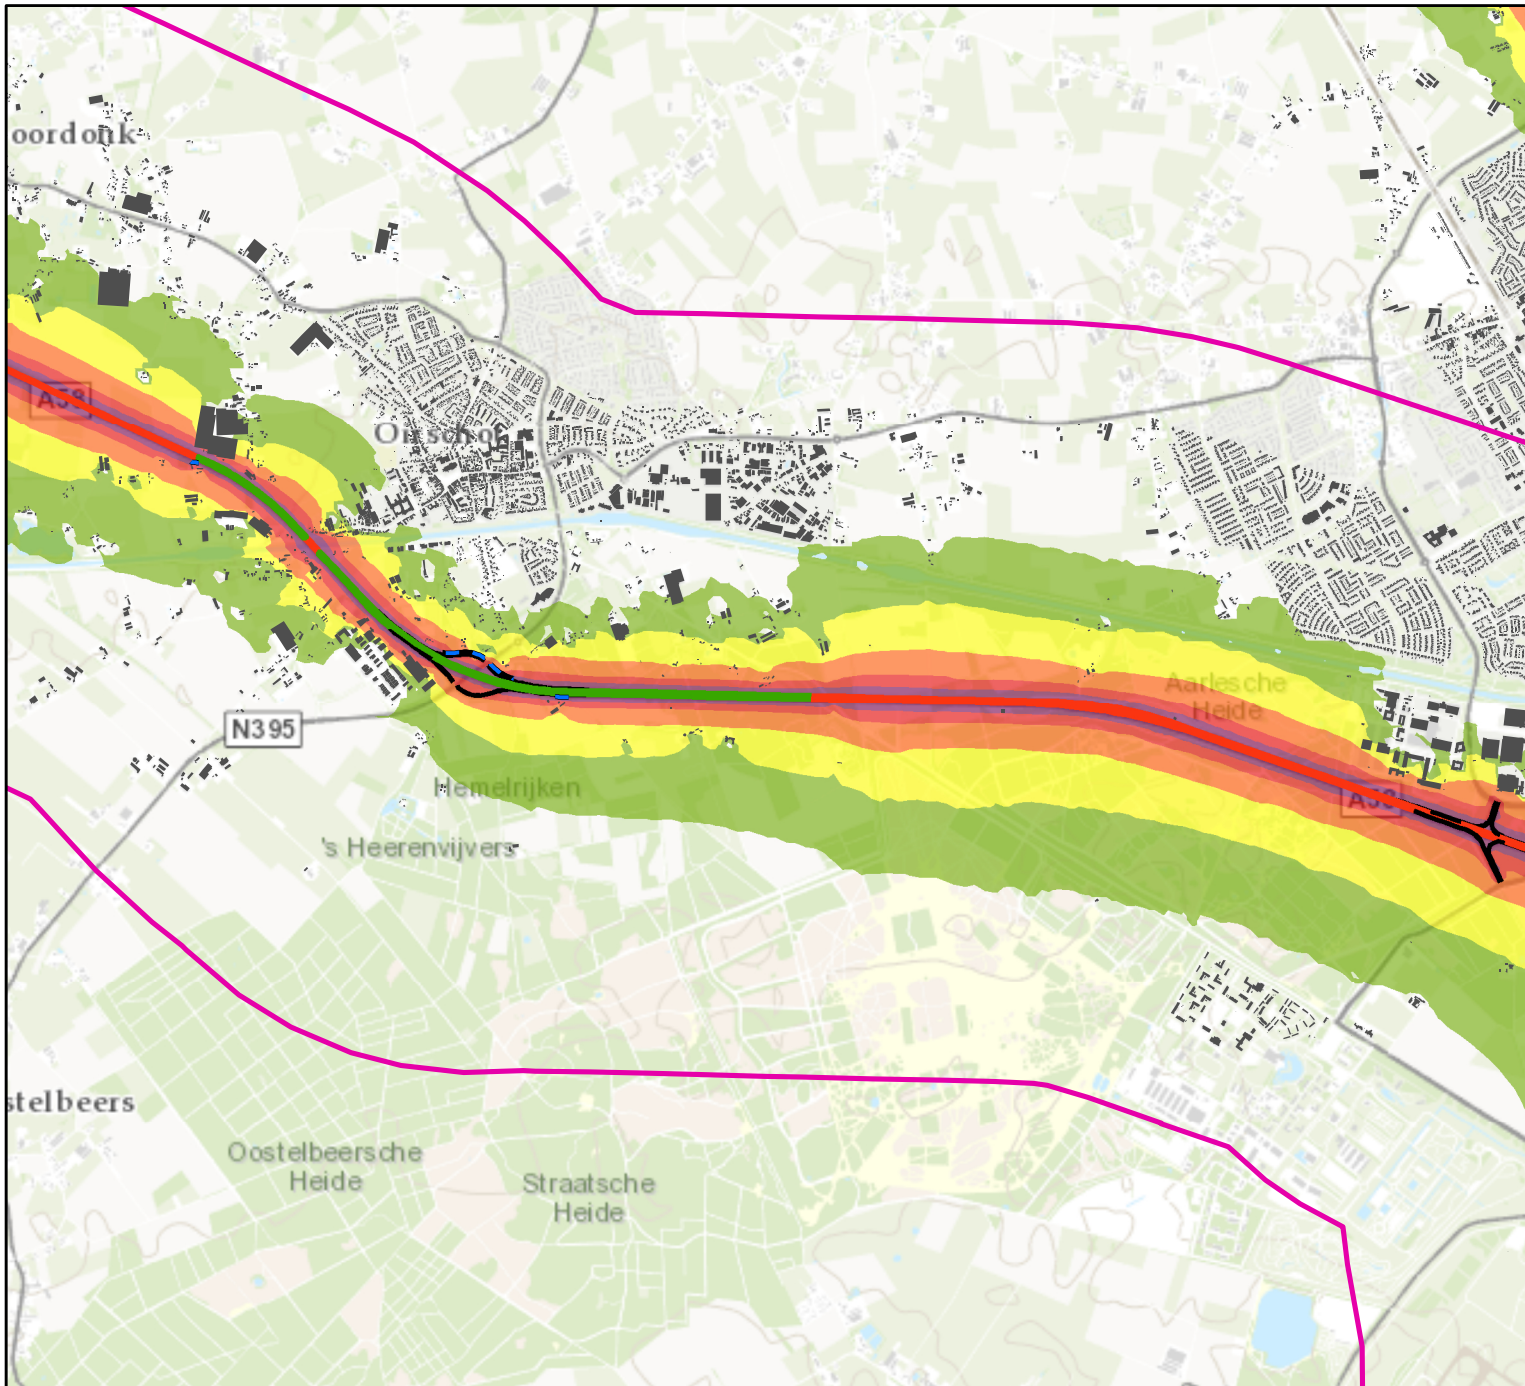 oordonk
A58
Oirschot
Aarlesche
Heide
N395
Hemelrijken
A58
's Heerenvijvers
stelbeers
Oostelbeersche
Heide
Straatsche
Heide